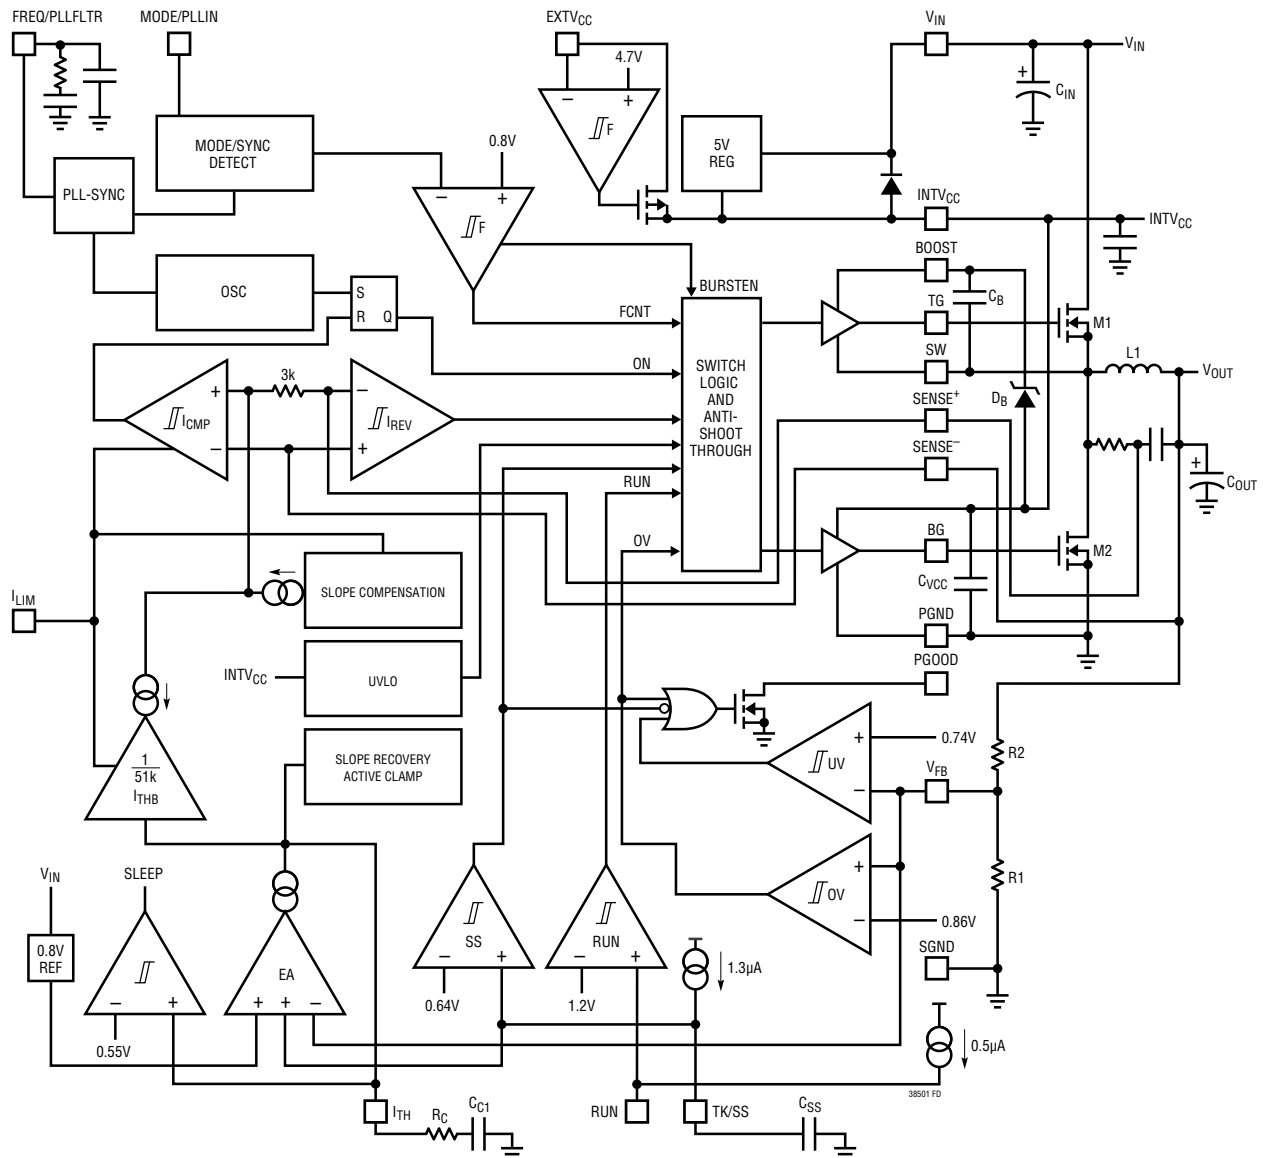 FREQ/PLLFLTR
MODE/PLLIN
EXTVCC
VIN
4.7V
VIN
CIN
F
5V
REG
MODE/SYNC
DETECT
0.8V
PLL-SYNC
F
INTVCC
INTVCC
OSC
S
R
Q
BURSTEN
BOOST
CB
TG
M1
FCNT
ON
SWITCH
LOGIC
AND
ANTI-
SHOOT
THROUGH
SW
L1
VOUT
3k
+
–
ICMP
–
+
IREV
SENSE+
DB
SENSE–
RUN
+
COUT
OV
BG
M2
CVCC
SLOPE COMPENSATION
ILIM
PGND
PGOOD
INTVCC
UVLO
SLOPE RECOVERY
ACTIVE CLAMP
1
51k
ITHB
+
–
UV
0.74V
VFB
R2
+
–
OV
0.86V
R1
SGND
VIN
SLEEP
0.8V
REF
–
+
0.55V
EA
+
+
–
SS
–
+
0.64V
RUN
–
+
1.2V
1.3µA
0.5µA
38501 FD
ITH
RC
CC1
RUN
TK/SS
CSS